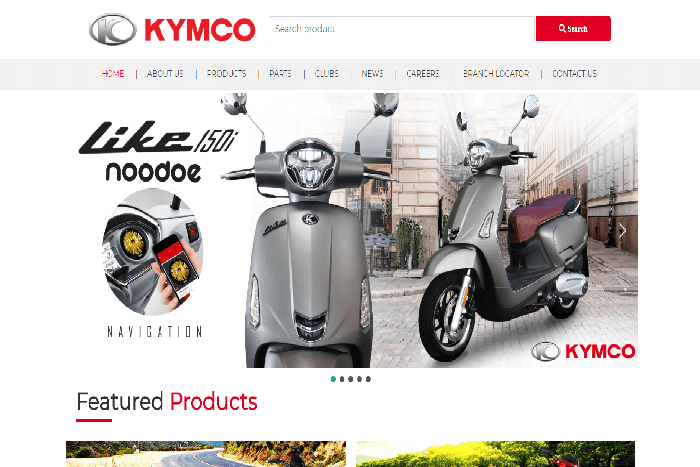 KYMCO
Search product
Search
HOME | ABOUT US | PRODUCTS | PARTS | CLUBS | NEWS | CAREERS | BRANCH LOCATOR | CONTACT US
Like 150i
noodoe
Like
NAVIGATION
KYMCO
Featured Products